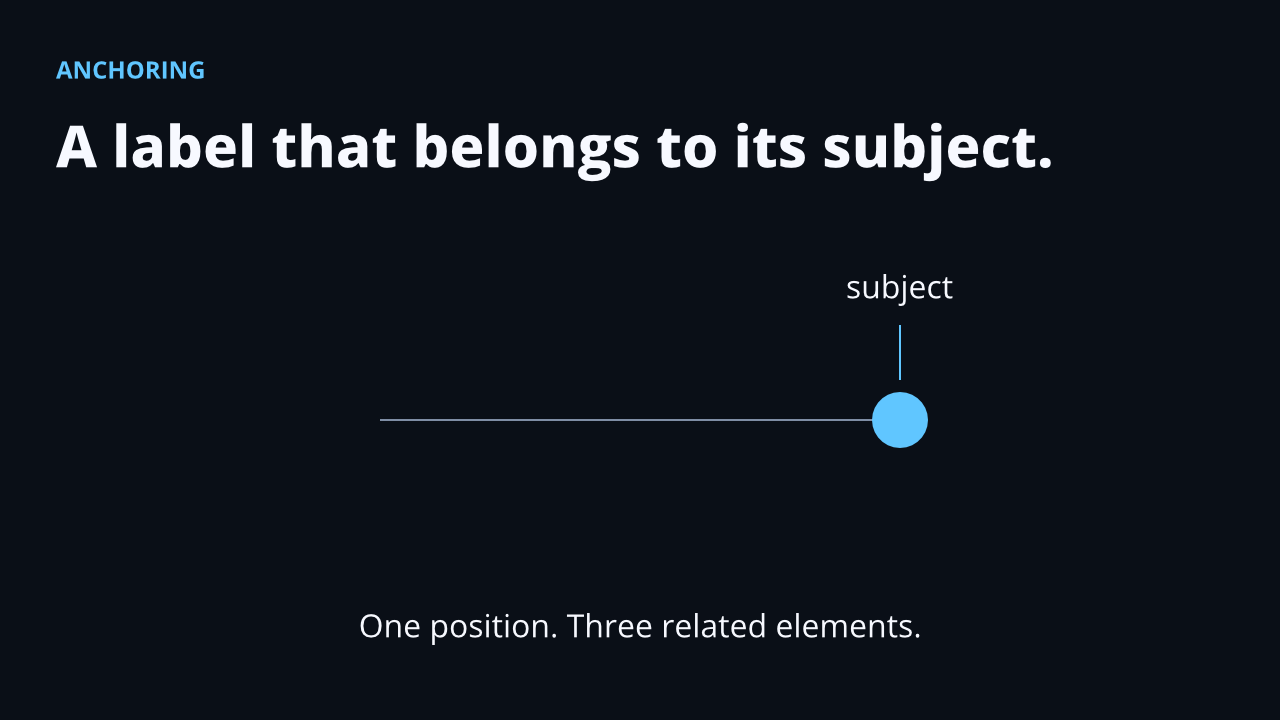 ANCHORING
A label that belongs to its subject.
subject
One position. Three related elements.